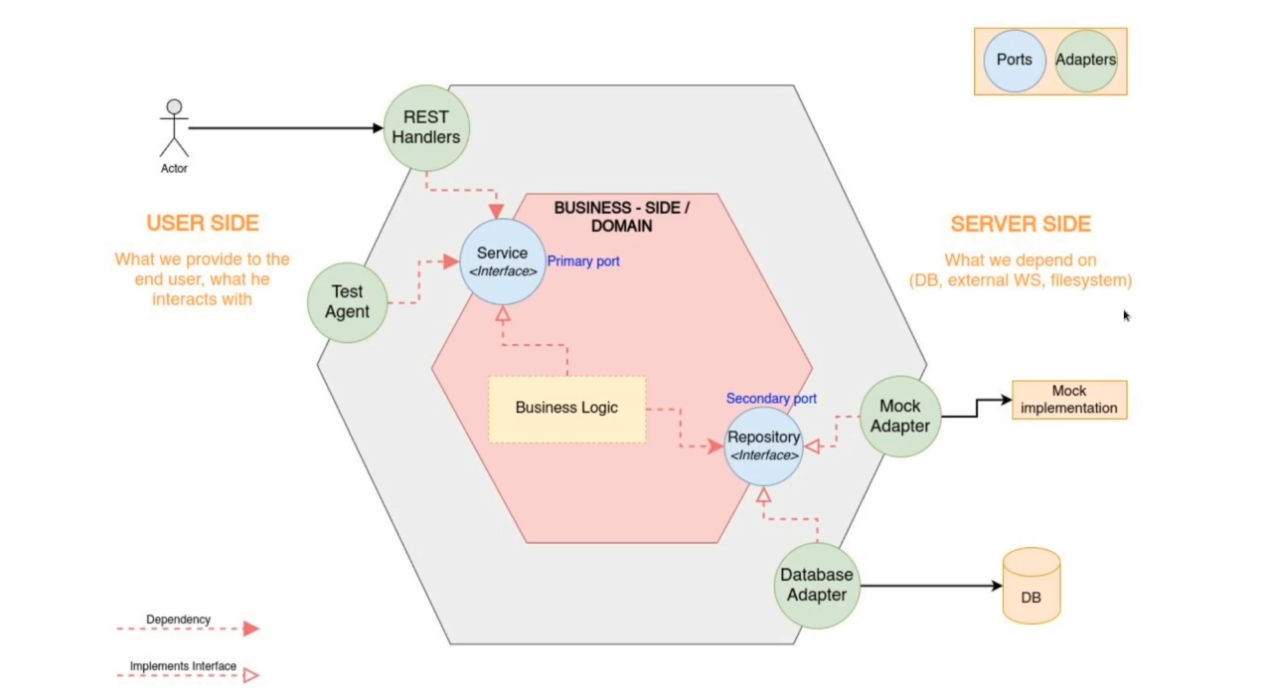 Ports
Adapters
REST
Handlers
Actor
USER SIDE
What we provide to the
end user, what he
interacts with
BUSINESS - SIDE /
DOMAIN
SERVER SIDE
What we depend on
(DB, external WS, filesystem)
Service
<Interface>
Primary port
Test
Agent
Business Logic
Secondary port
Repository
<Interface>
Mock
Adapter
Mock
implementation
Database
Adapter
DB
Dependency
Implements Interface